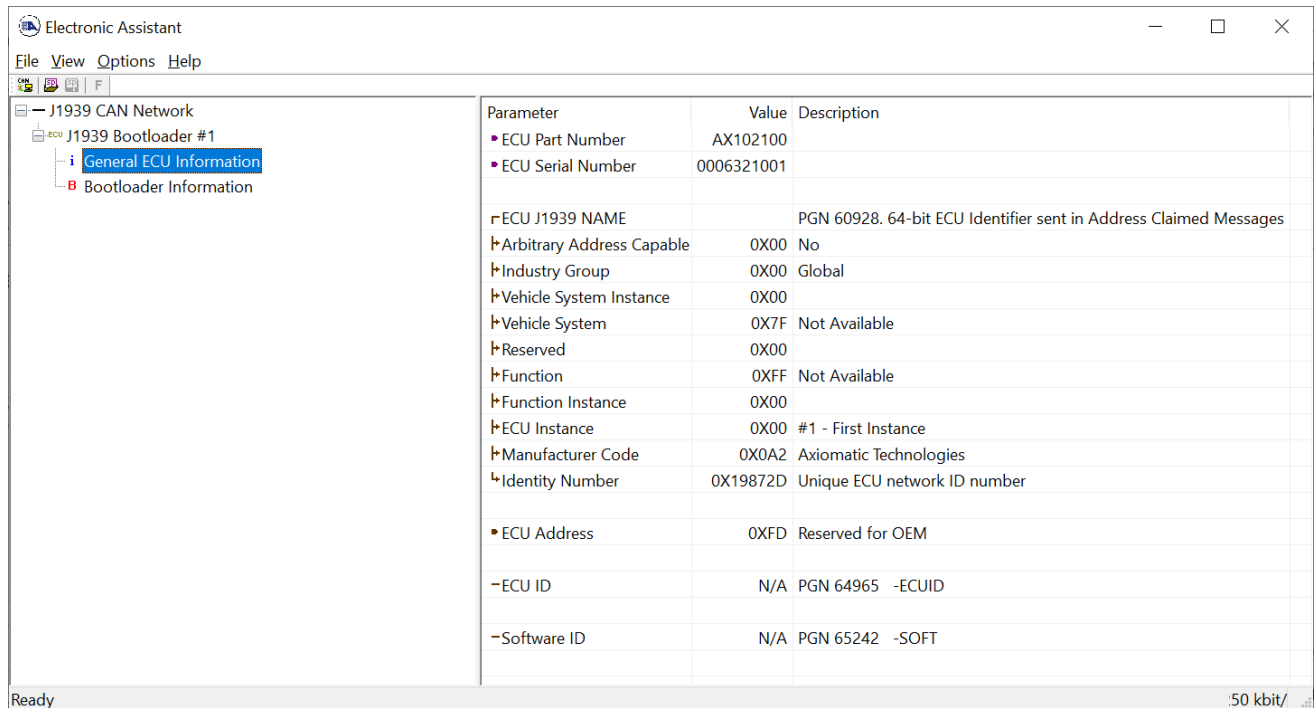 Electronic Assistant
File View Options Help
CAN SP SP F
J1939 CAN Network
ECU J1939 Bootloader #1
i General ECU Information
B Bootloader Information
Parameter Value Description
ECU Part Number AX102100
ECU Serial Number 0006321001
ECU J1939 NAME PGN 60928. 64-bit ECU Identifier sent in Address Claimed Messages
Arbitrary Address Capable 0X00 No
Industry Group 0X00 Global
Vehicle System Instance 0X00
Vehicle System 0X7F Not Available
Reserved 0X00
Function 0XFF Not Available
Function Instance 0X00
ECU Instance 0X00 #1 - First Instance
Manufacturer Code 0X0A2 Axiomatic Technologies
Identity Number 0X19872D Unique ECU network ID number
ECU Address 0XFD Reserved for OEM
ECU ID N/A PGN 64965 -ECUID
Software ID N/A PGN 65242 -SOFT
Ready 50 kbit/